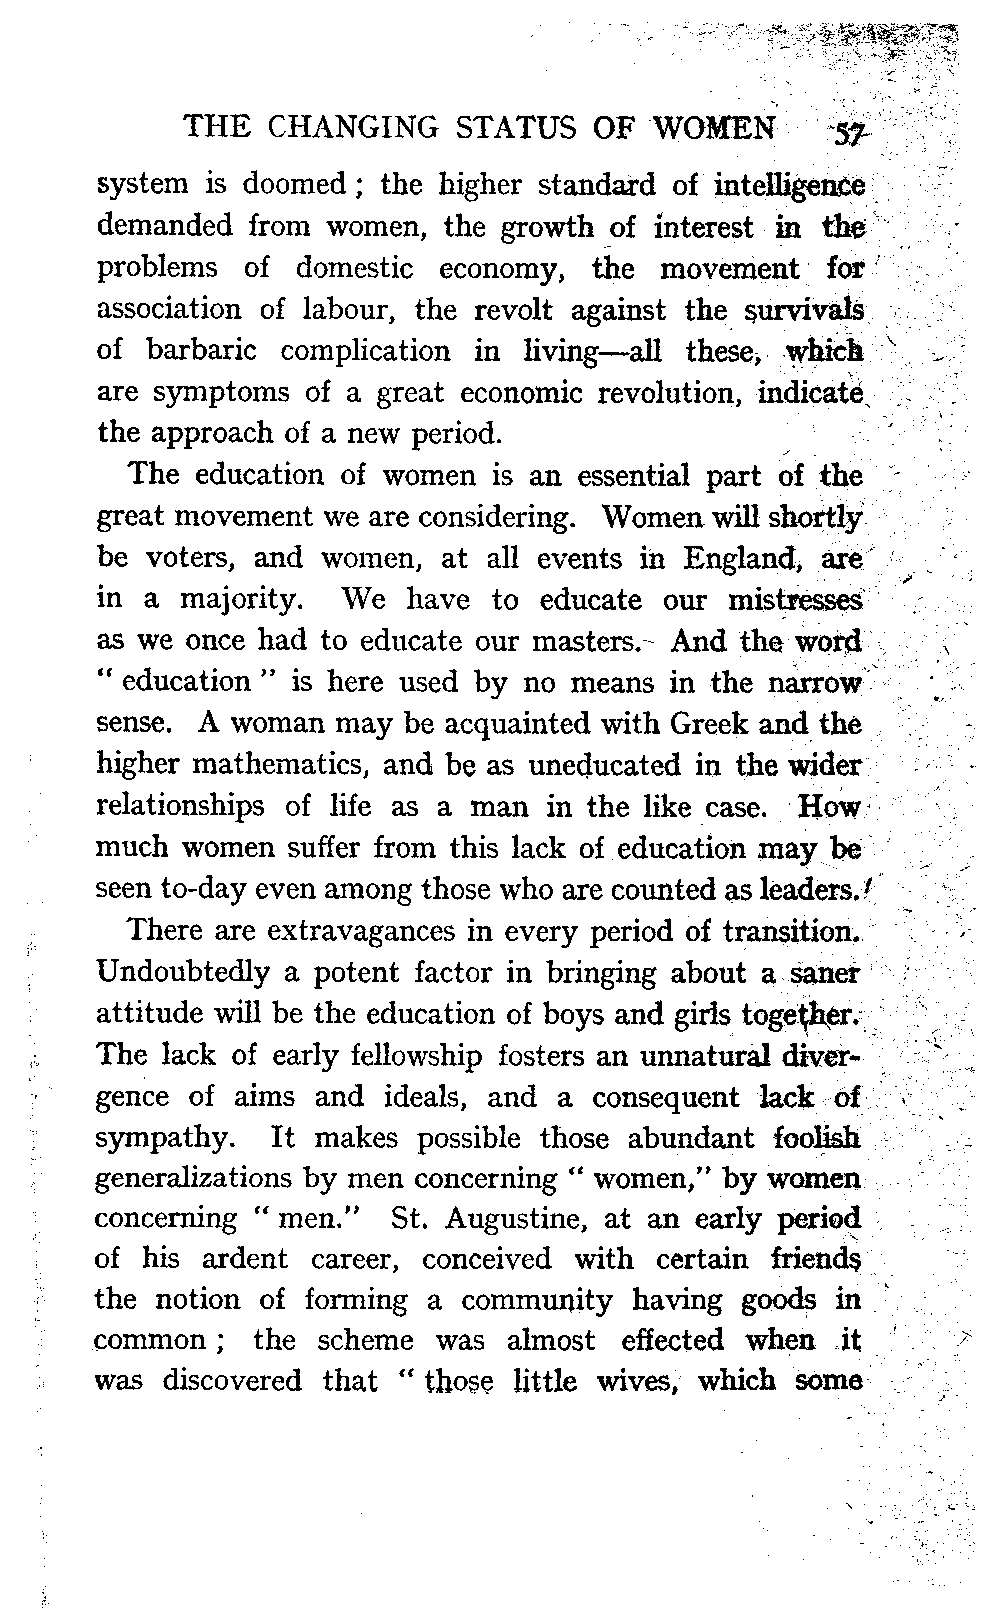 THE CHANGING STATUS OF WOMEN 57
system is doomed ; the higher standard of intelligence
demanded from women, the growth of interest in the
problems of domestic economy, the movement for
association of labour, the revolt against the survivals
of barbaric complication in living—all these, which
are symptoms of a great economic revolution, indicate
the approach of a new period.
The education of women is an essential part of the
great movement we are considering. Women will shortly
be voters, and women, at all events in England, are
in a majority. We have to educate our mistresses
as we once had to educate our masters. And the word
“ education ” is here used by no means in the narrow
sense. A woman may be acquainted with Greek and the
higher mathematics, and be as uneducated in the wider
relationships of life as a man in the like case. How
much women suffer from this lack of education may be
seen to-day even among those who are counted as leaders.
There are extravagances in every period of transition.
Undoubtedly a potent factor in bringing about a saner
attitude will be the education of boys and girls together.
The lack of early fellowship fosters an unnatural diver-
gence of aims and ideals, and a consequent lack of
sympathy. It makes possible those abundant foolish
generalizations by men concerning “ women,” by women
concerning “ men.” St. Augustine, at an early period
of his ardent career, conceived with certain friends
the notion of forming a community having goods in
common ; the scheme was almost effected when it
was discovered that “ those little wives, which some